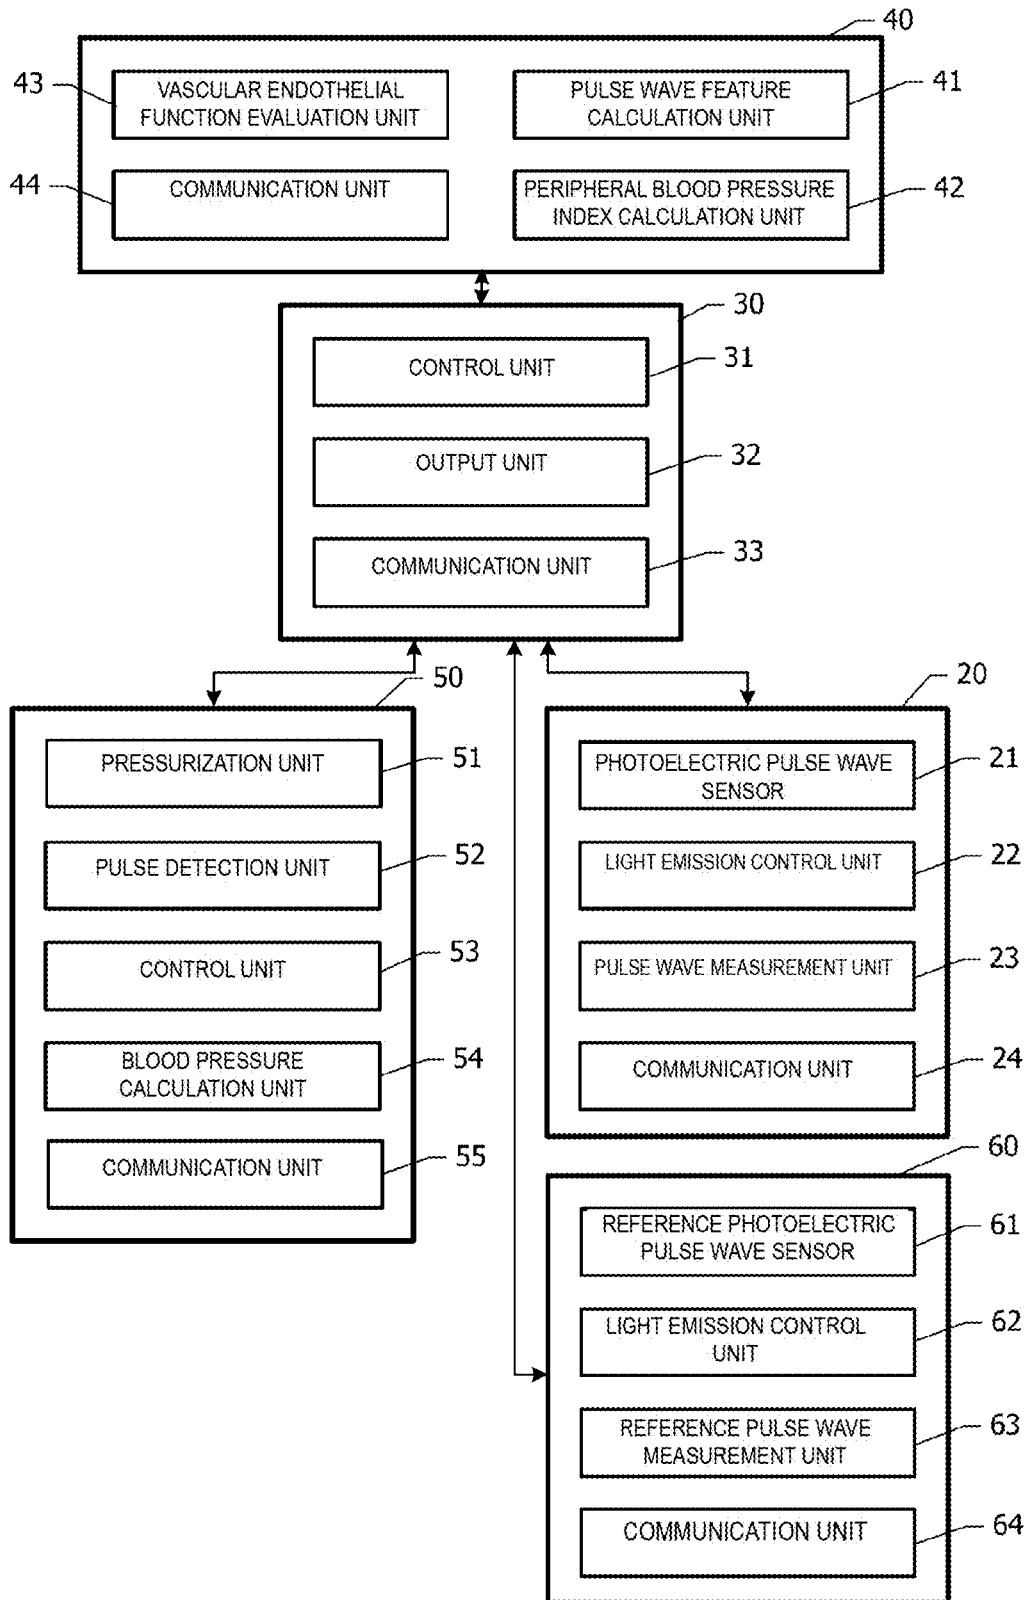 40
43
VASCULAR ENDOTHELIAL
FUNCTION EVALUATION UNIT
PULSE WAVE FEATURE
CALCULATION UNIT
41
44
COMMUNICATION UNIT
PERIPHERAL BLOOD PRESSURE
INDEX CALCULATION UNIT
42
30
CONTROL UNIT
31
OUTPUT UNIT
32
COMMUNICATION UNIT
33
50
PRESSURIZATION UNIT
51
PULSE DETECTION UNIT
52
CONTROL UNIT
53
BLOOD PRESSURE
CALCULATION UNIT
54
COMMUNICATION UNIT
55
20
PHOTOELECTRIC PULSE WAVE
SENSOR
21
LIGHT EMISSION CONTROL UNIT
22
PULSE WAVE MEASUREMENT UNIT
23
COMMUNICATION UNIT
24
60
REFERENCE PHOTOELECTRIC
PULSE WAVE SENSOR
61
LIGHT EMISSION CONTROL
UNIT
62
REFERENCE PULSE WAVE
MEASUREMENT UNIT
63
COMMUNICATION UNIT
64